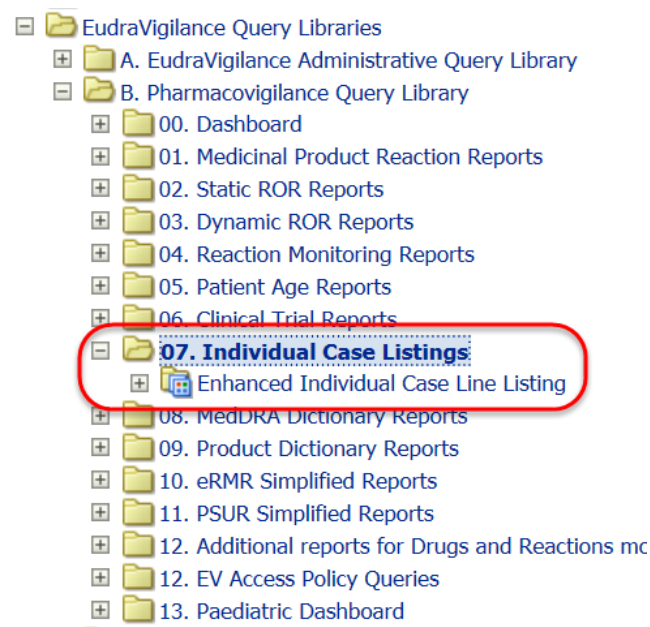 EudraVigilance Query Libraries
A. EudraVigilance Administrative Query Library
B. Pharmacovigilance Query Library
00. Dashboard
01. Medicinal Product Reaction Reports
02. Static ROR Reports
03. Dynamic ROR Reports
04. Reaction Monitoring Reports
05. Patient Age Reports
06. Clinical Trial Reports
07. Individual Case Listings
Enhanced Individual Case Line Listing
08. MedDRA Dictionary Reports
09. Product Dictionary Reports
10. eRMR Simplified Reports
11. PSUR Simplified Reports
12. Additional reports for Drugs and Reactions mo
12. EV Access Policy Queries
13. Paediatric Dashboard